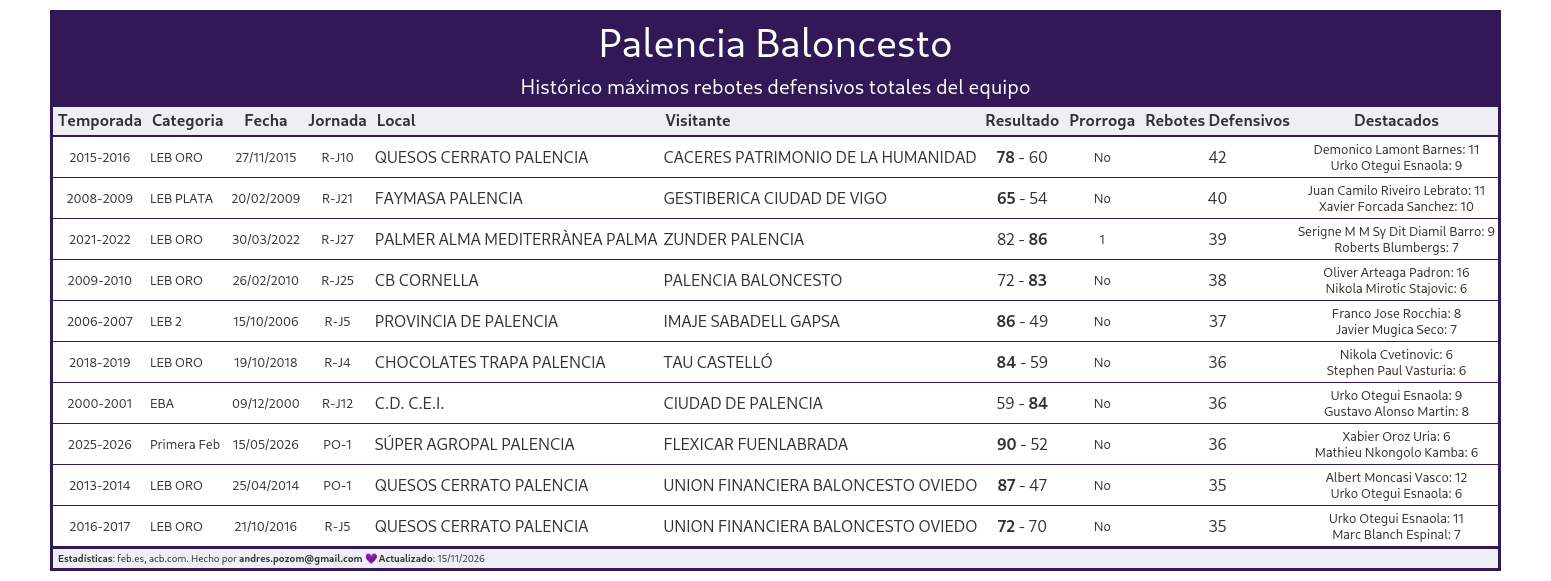 Palencia Baloncesto
Histórico máximos rebotes defensivos totales del equipo
Temporada Categoria Fecha Jornada Local Visitante Resultado Prorroga Rebotes Defensivos Destacados
2015-2016 LEB ORO 27/11/2015 R-J10 QUESOS CERRATO PALENCIA CACERES PATRIMONIO DE LA HUMANIDAD 78 - 60 No 42 Demonico Lamont Barnes: 11
Urko Otegui Esnaola: 9
2008-2009 LEB PLATA 20/02/2009 R-J21 FAYMASA PALENCIA GESTIBERICA CIUDAD DE VIGO 65 - 54 No 40 Juan Camilo Riveiro Lebrato: 11
Xavier Forcada Sanchez: 10
2021-2022 LEB ORO 30/03/2022 R-J27 PALMER ALMA MEDITERRÀNEA PALMA ZUNDER PALENCIA 82 - 86 1 39 Serigne M M Sy Dit Diamil Barro: 9
Roberts Blumbergs: 7
2009-2010 LEB ORO 26/02/2010 R-J25 CB CORNELLA PALENCIA BALONCESTO 72 - 83 No 38 Oliver Arteaga Padron: 16
Nikola Mirotic Stajovic: 6
2006-2007 LEB 2 15/10/2006 R-J5 PROVINCIA DE PALENCIA IMAJE SABADELL GAPSA 86 - 49 No 37 Franco Jose Rocchia: 8
Javier Mugica Seco: 7
2018-2019 LEB ORO 19/10/2018 R-J4 CHOCOLATES TRAPA PALENCIA TAU CASTELLÓ 84 - 59 No 36 Nikola Cvetinovic: 6
Stephen Paul Vasturia: 6
2000-2001 EBA 09/12/2000 R-J12 C.D. C.E.I. CIUDAD DE PALENCIA 59 - 84 No 36 Urko Otegui Esnaola: 9
Gustavo Alonso Martin: 8
2025-2026 Primera Feb 15/05/2026 PO-1 SÚPER AGROPAL PALENCIA FLEXICAR FUENLABRADA 90 - 52 No 36 Xabier Oroz Uria: 6
Mathieu Nkongolo Kamba: 6
2013-2014 LEB ORO 25/04/2014 PO-1 QUESOS CERRATO PALENCIA UNION FINANCIERA BALONCESTO OVIEDO 87 - 47 No 35 Albert Moncasi Vasco: 12
Urko Otegui Esnaola: 6
2016-2017 LEB ORO 21/10/2016 R-J5 QUESOS CERRATO PALENCIA UNION FINANCIERA BALONCESTO OVIEDO 72 - 70 No 35 Urko Otegui Esnaola: 11
Marc Blanch Espinal: 7
Estadísticas: feb.es, acb.com. Hecho por andres.pozom@gmail.com 💜 Actualizado: 15/11/2026